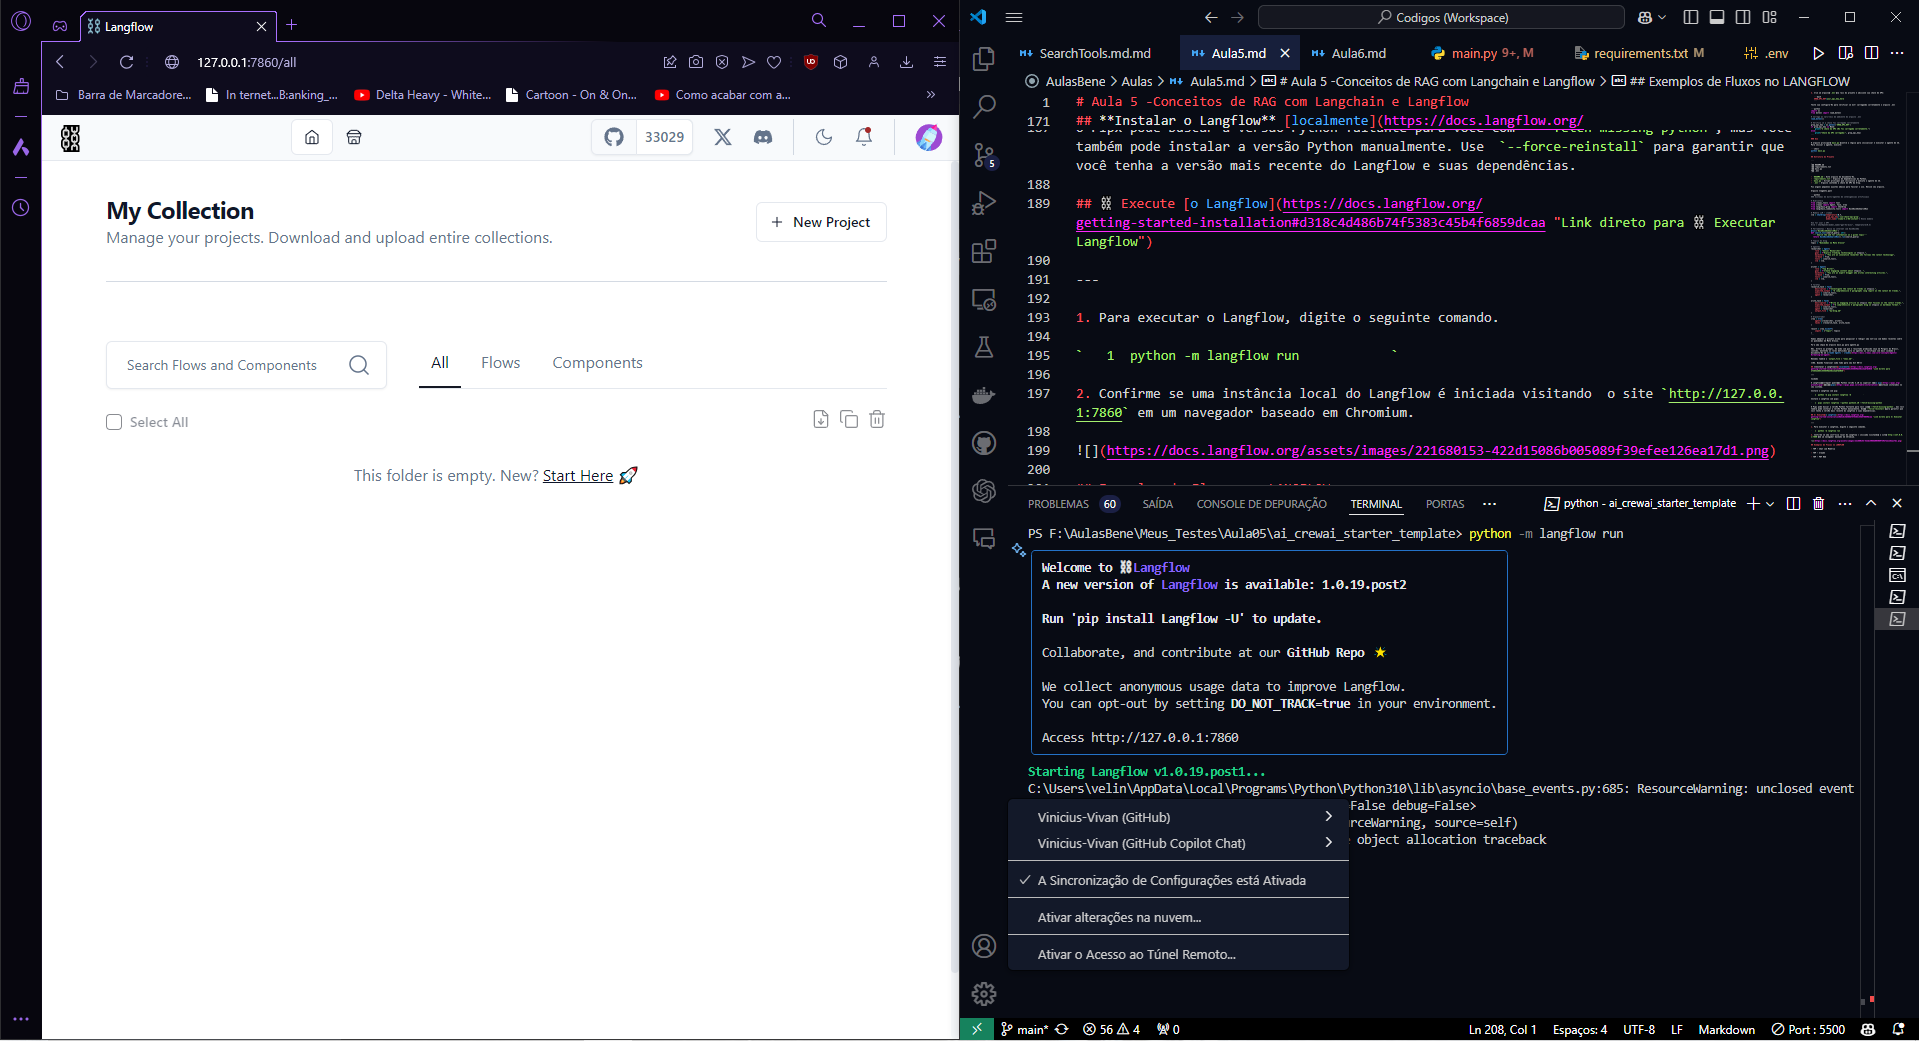 Langflow
127.0.0.1:7860/all
Barra de Marcadore...
In ternet...B:anking_...
Delta Heavy - White...
Cartoon - On & On...
Como acabar com a...
33029
My Collection
Manage your projects. Download and upload entire collections.
New Project
Search Flows and Components
All
Flows
Components
Select All
This folder is empty. New? Start Here 🚀
Codigos (Workspace)
SearchTools.md.md
Aula5.md
Aula6.md
main.py 9+, M
requirements.txt M
.env
AulasBene > Aulas > Aula5.md > # Aula 5 -Conceitos de RAG com Langchain e Langflow > ## Exemplos de Fluxos no LANGFLOW
1 # Aula 5 -Conceitos de RAG com Langchain e Langflow
171 ## **Instalar o Langflow** [localmente](https://docs.langflow.org/
também pode instalar a versão Python manualmente. Use `--force-reinstall` para garantir que
você tenha a versão mais recente do Langflow e suas dependências.
188
189 ## ⛓️ Execute [o Langflow](https://docs.langflow.org/
getting-started-installation#d318c4d486b74f5383c45b4f6859dcaa "Link direto para ⛓️ Executar
Langflow")
190
191 ---
192
193 1. Para executar o Langflow, digite o seguinte comando.
194
195 ` 1 python -m langflow run `
196
197 2. Confirme se uma instância local do Langflow é iniciada visitando o site `http://127.0.0.
1:7860` em um navegador baseado em Chromium.
198
199 ![](https://docs.langflow.org/assets/images/221680153-422d15086b005089f39efee126ea17d1.png)
200
PROBLEMAS 60
SAÍDA
CONSOLE DE DEPURAÇÃO
TERMINAL
PORTAS
python - ai_crewai_starter_template
PS F:\AulasBene\Meus_Testes\Aula05\ai_crewai_starter_template> python -m langflow run
Welcome to ⛓️Langflow
A new version of Langflow is available: 1.0.19.post2
Run 'pip install Langflow -U' to update.
Collaborate, and contribute at our GitHub Repo ⭐
We collect anonymous usage data to improve Langflow.
You can opt-out by setting DO_NOT_TRACK=true in your environment.
Access http://127.0.0.1:7860
Starting Langflow v1.0.19.post1...
C:\Users\velin\AppData\Local\Programs\Python\Python310\lib\asyncio\base_events.py:685: ResourceWarning: unclosed event
=False debug=False>
rceWarning, source=self)
object allocation traceback
Vinicius-Vivan (GitHub)
Vinicius-Vivan (GitHub Copilot Chat)
A Sincronização de Configurações está Ativada
Ativar alterações na nuvem...
Ativar o Acesso ao Túnel Remoto...
5
main*
56
4
0
Ln 208, Col 1
Espaços: 4
UTF-8
LF
Markdown
Port : 5500